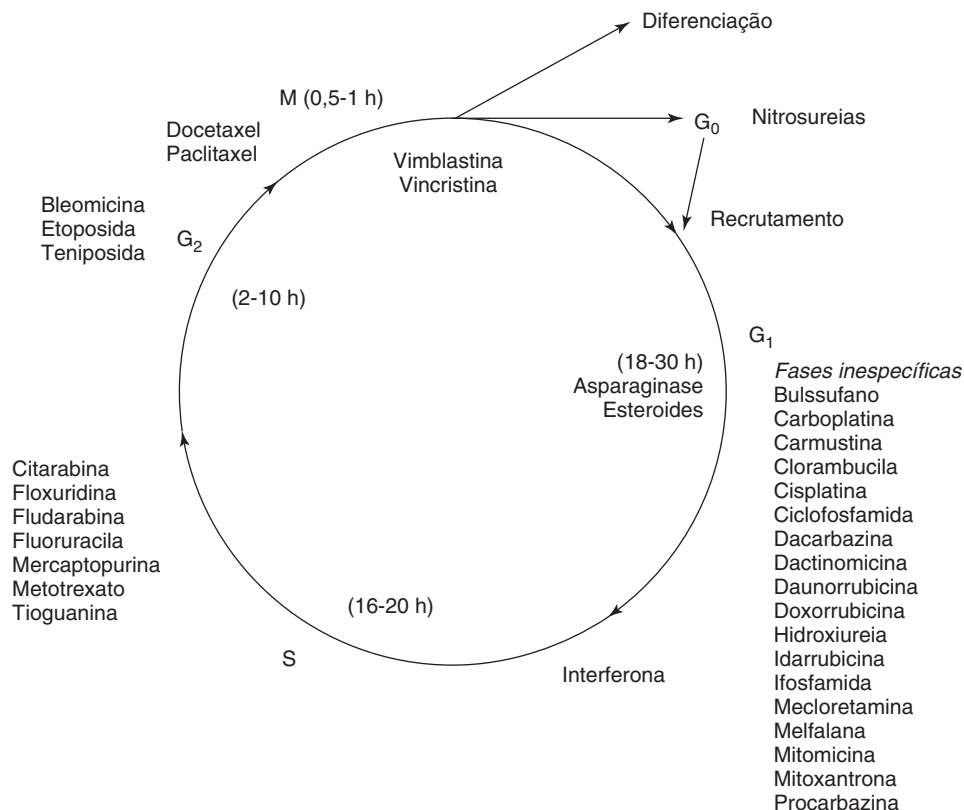 Diferenciação
M (0,5-1 h)
G0
Nitrosureias
Docetaxel
Paclitaxel
Vimblastina
Vincristina
Bleomicina
Etoposida
Teniposida
G2
Recrutamento
(2-10 h)
G1
(18-30 h)
Asparaginase
Esteroides
Fases inespecíficas
Bulssufano
Carboplatina
Carmustina
Clorambucila
Cisplatina
Ciclofosfamida
Dacarbazina
Dactinomicina
Daunorrubicina
Doxorrubicina
Hidroxiureia
Idarrubicina
Ifosfamida
Mecloretamina
Melfalana
Mitomicina
Mitoxantrona
Procarbazina
Citarabina
Floxuridina
Fludarabina
Fluoruracila
Mercaptopurina
Metotrexato
Tioguanina
(16-20 h)
S
Interferona